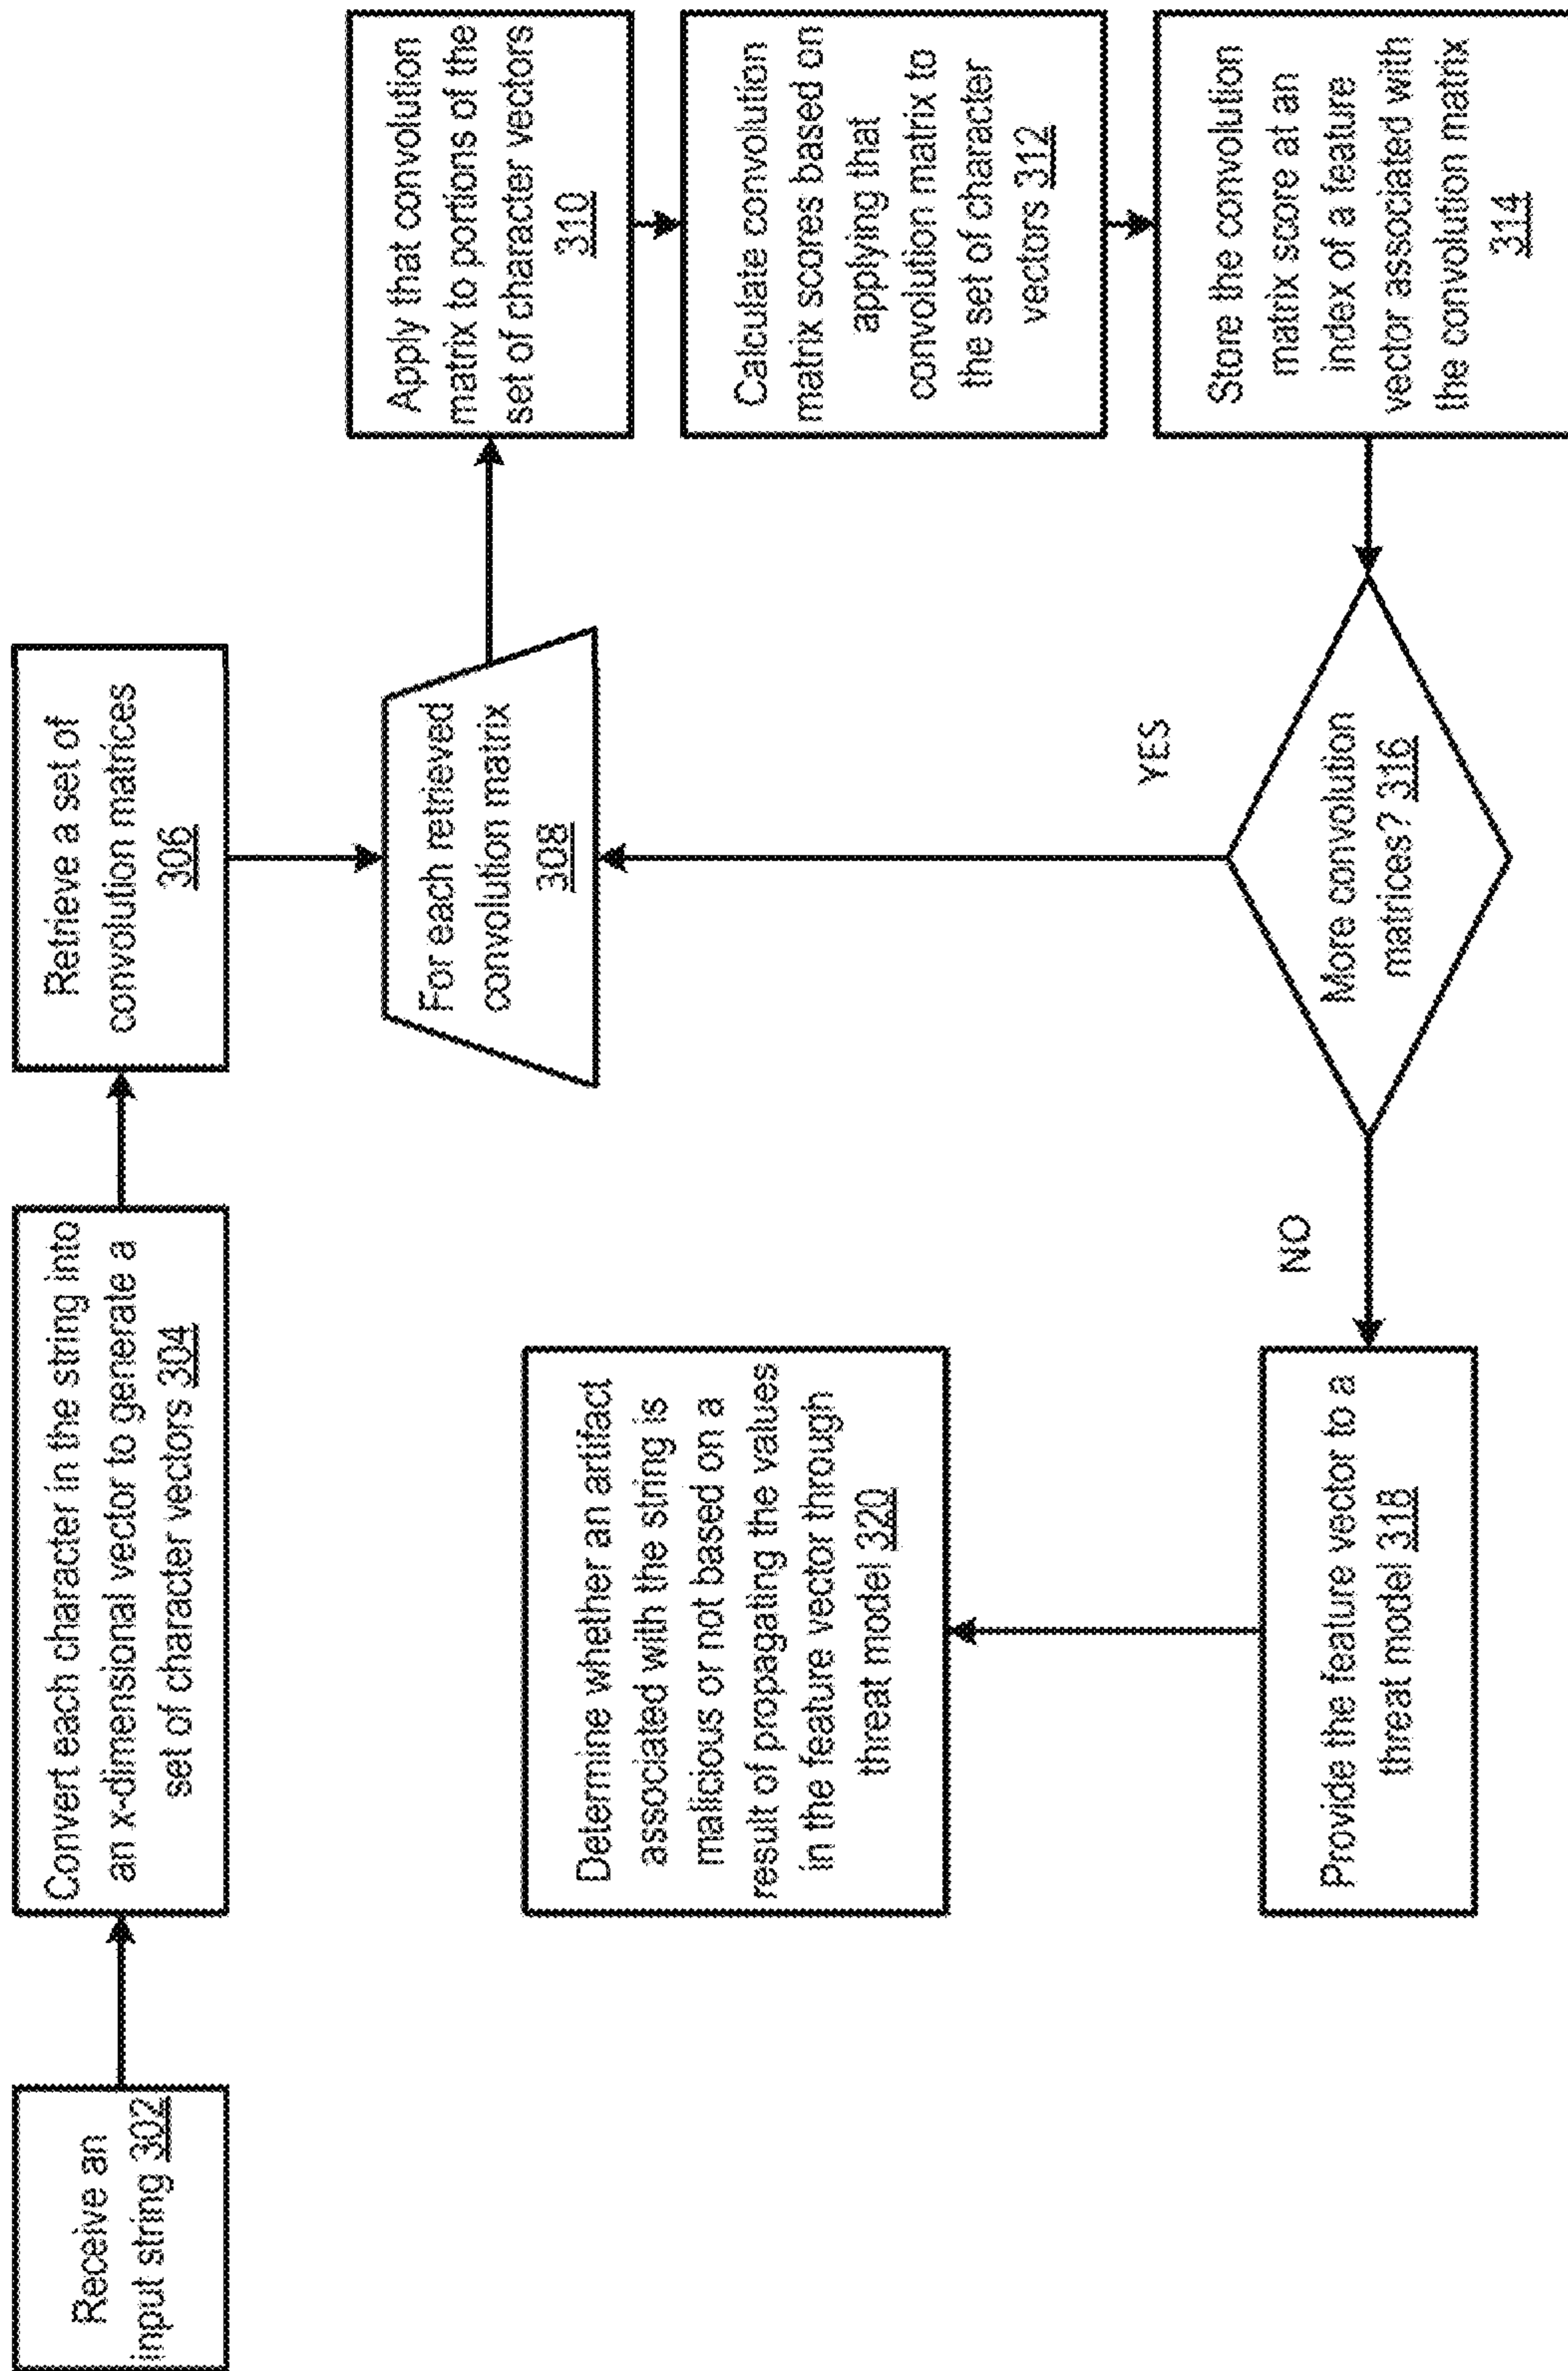 Receive an
input string 302
Convert each character in the string into
an x-dimensional vector to generate a
set of character vectors 304
Retrieve a set of
convolution matrices
306
For each retrieved
convolution matrix
308
Apply that convolution
matrix to portions of the
set of character vectors
310
Calculate convolution
matrix scores based on
applying that
convolution matrix to
the set of character
vectors 312
Store the convolution
matrix score at an
index of a feature
vector associated with
the convolution matrix
314
More convolution
matrices? 316
YES
NO
Provide the feature vector to a
threat model 318
Determine whether an artifact
associated with the string is
malicious or not based on a
result of propagating the values
in the feature vector through
threat model 320